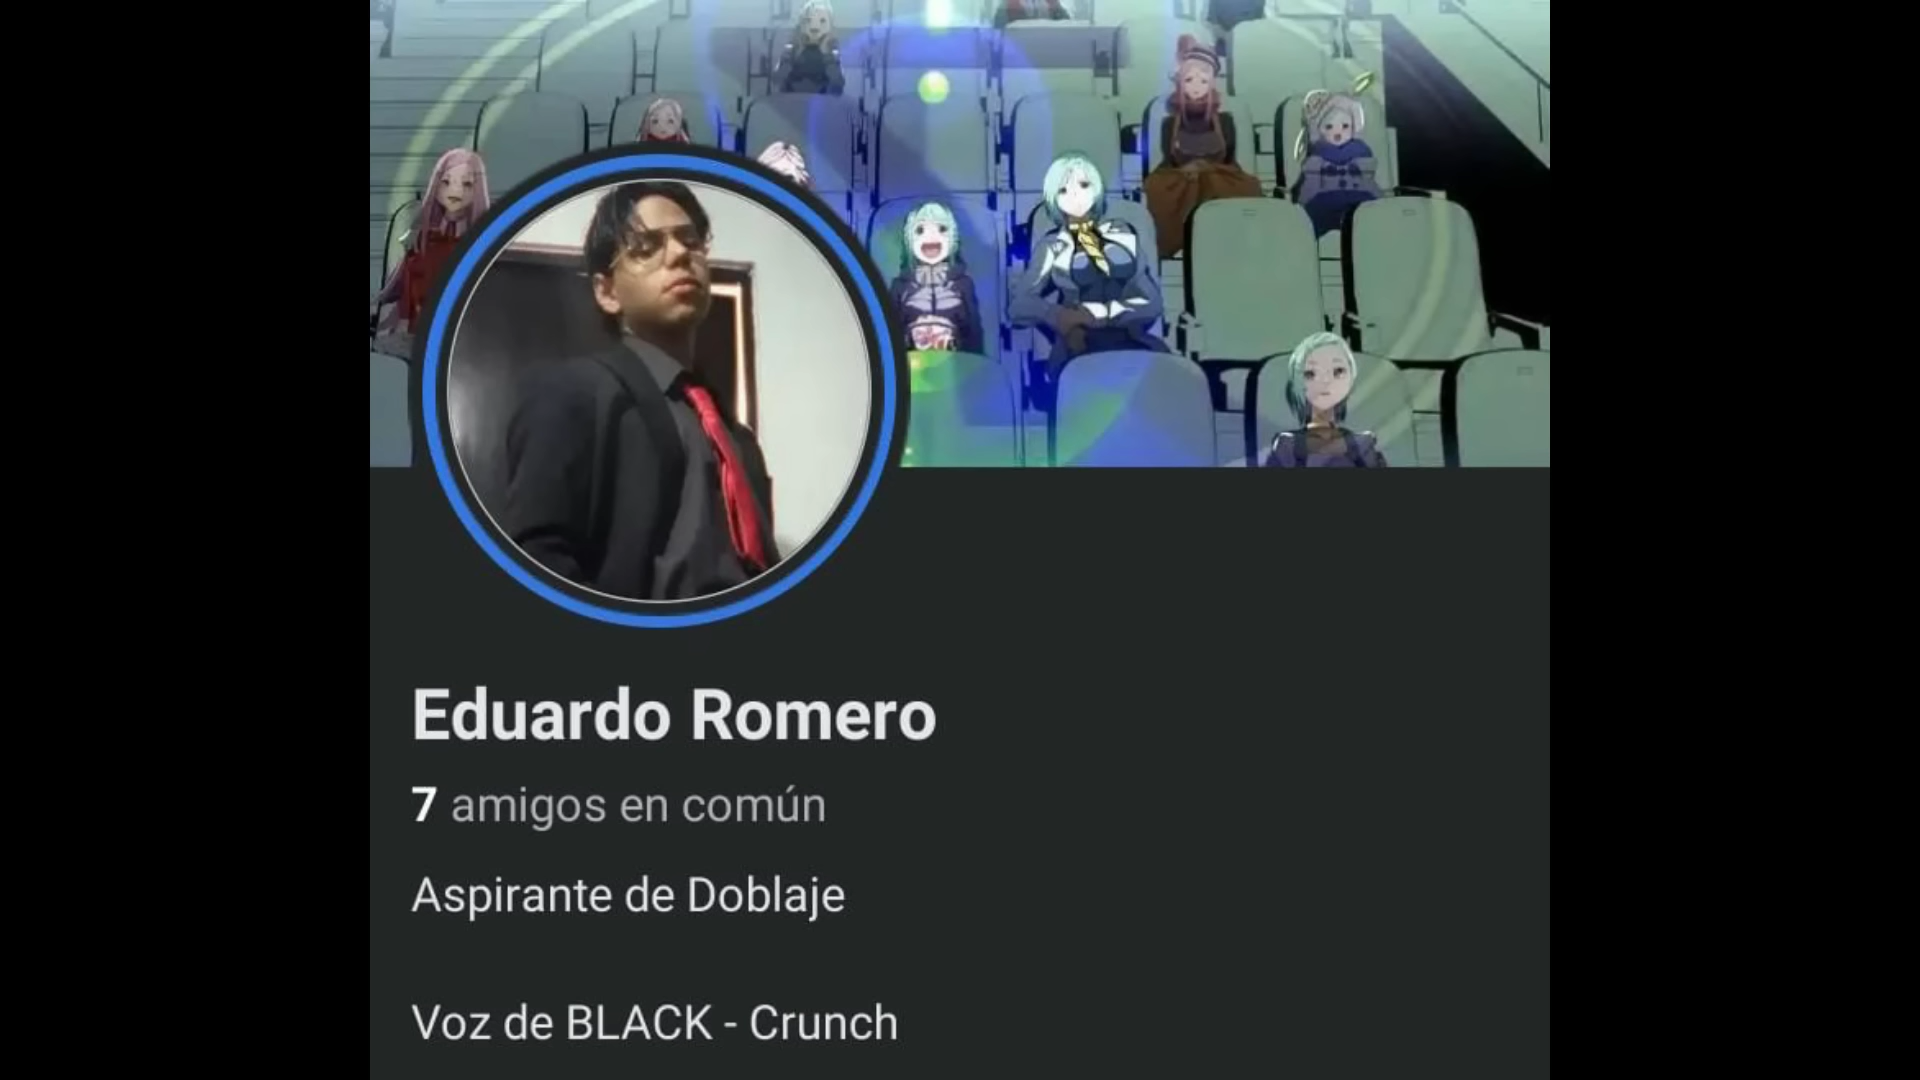 Eduardo Romero
7 amigos en común
Aspirante de Doblaje
Voz de BLACK - Crunch